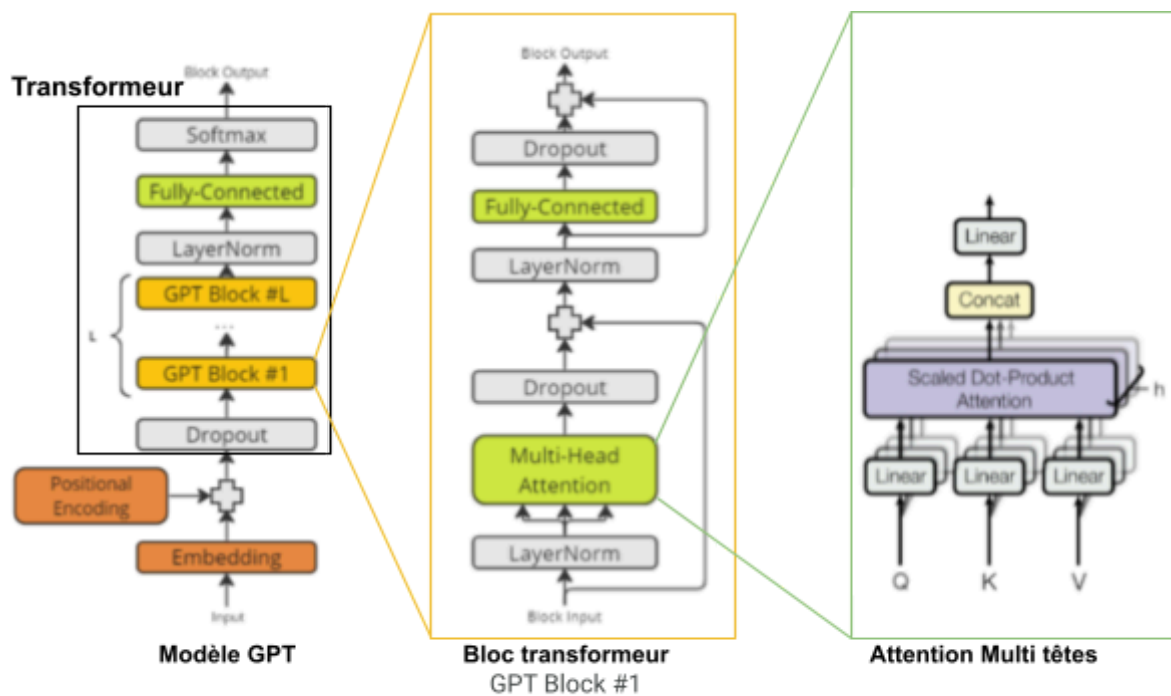 Block Output
Transformeur
Softmax
Fully-Connected
LayerNorm
GPT Block #L
...
L
GPT Block #1
Dropout
Positional
Encoding
Embedding
Input
Modèle GPT
Block Output
Dropout
Fully-Connected
LayerNorm
Dropout
Multi-Head
Attention
LayerNorm
Block Input
Bloc transformeur
GPT Block #1
Linear
Concat
Scaled Dot-Product
Attention
h
Linear
Linear
Linear
Q
K
V
Attention Multi têtes